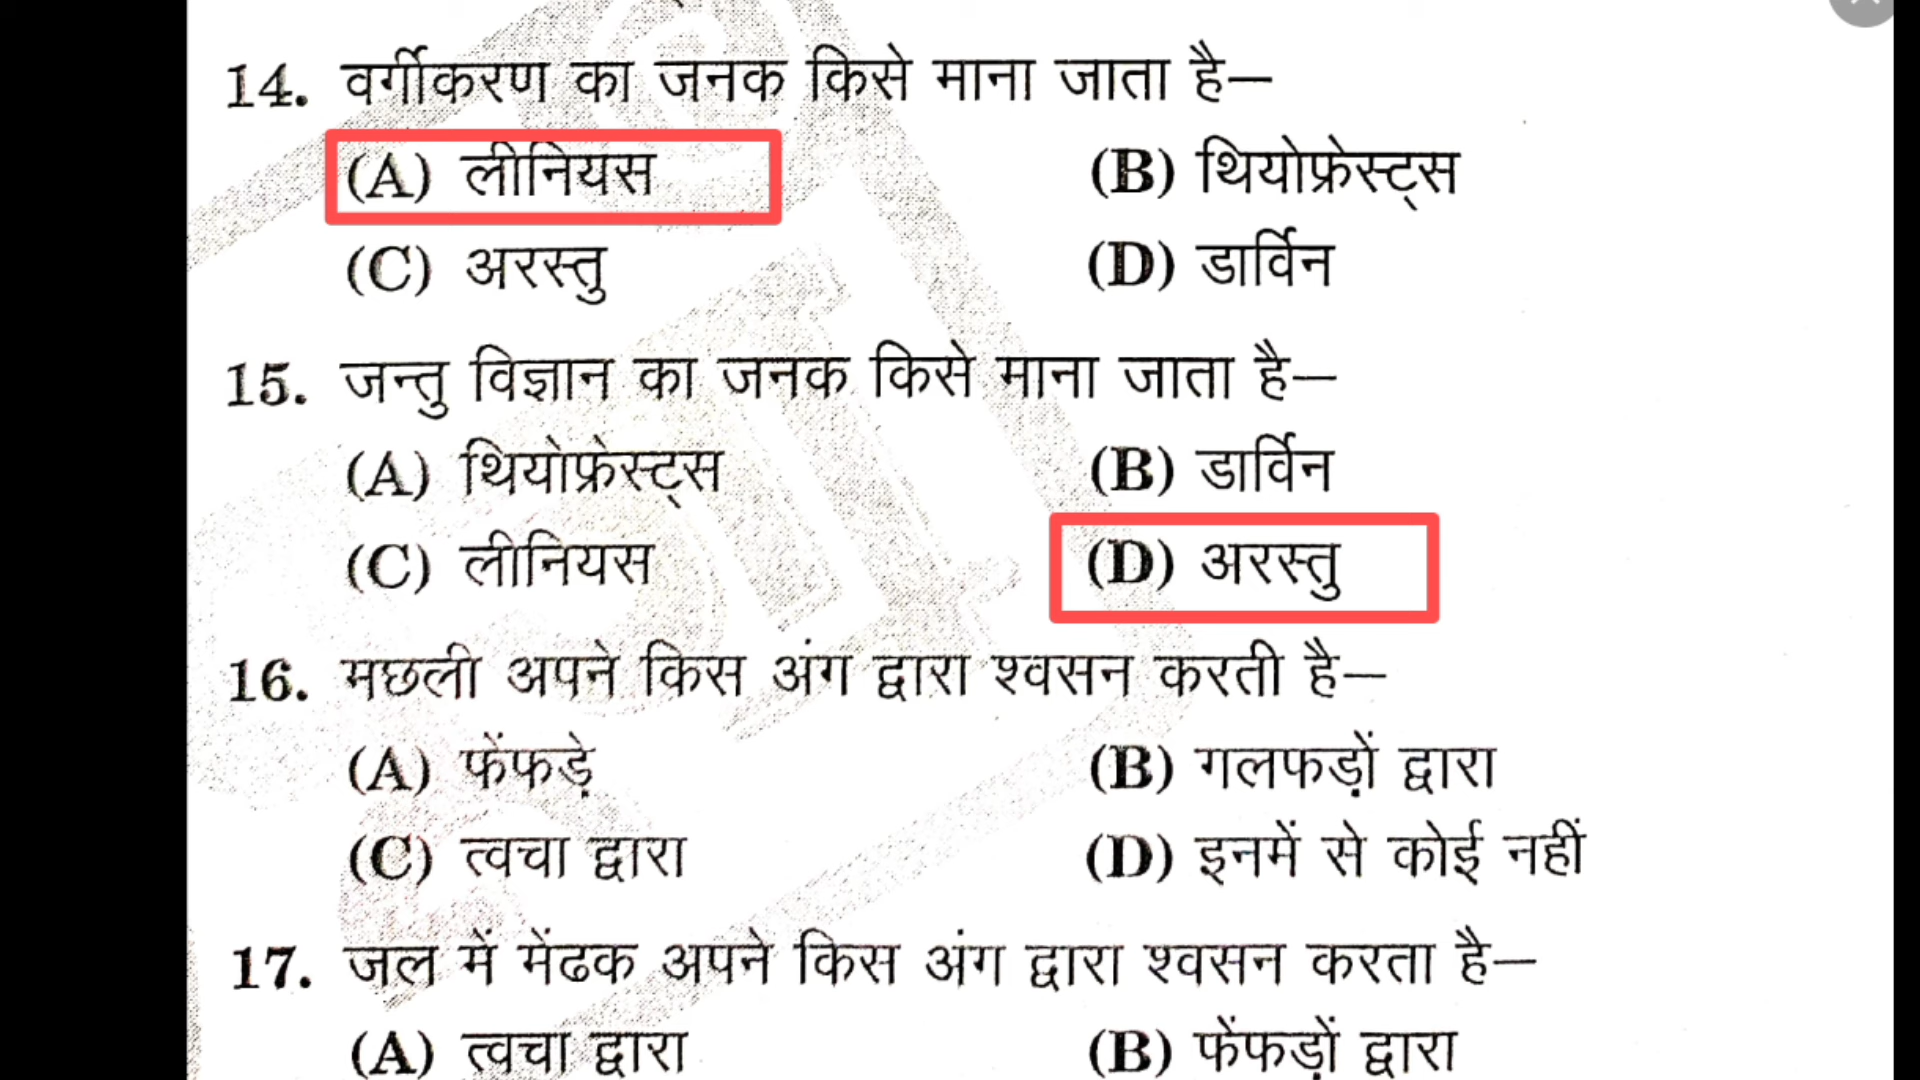 14. वर्गीकरण का जनक किसे माना जाता है—
(A) लीनियस (B) थियोफ्रेस्ट्स
(C) अरस्तु (D) डार्विन
15. जन्तु विज्ञान का जनक किसे माना जाता है—
(A) थियोफ्रेस्ट्स (B) डार्विन
(C) लीनियस (D) अरस्तु
16. मछली अपने किस अंग द्वारा श्वसन करती है—
(A) फेंफड़े (B) गलफड़ों द्वारा
(C) त्वचा द्वारा (D) इनमें से कोई नहीं
17. जल में मेंढक अपने किस अंग द्वारा श्वसन करता है—
(A) त्वचा द्वारा (B) फेंफड़ों द्वारा